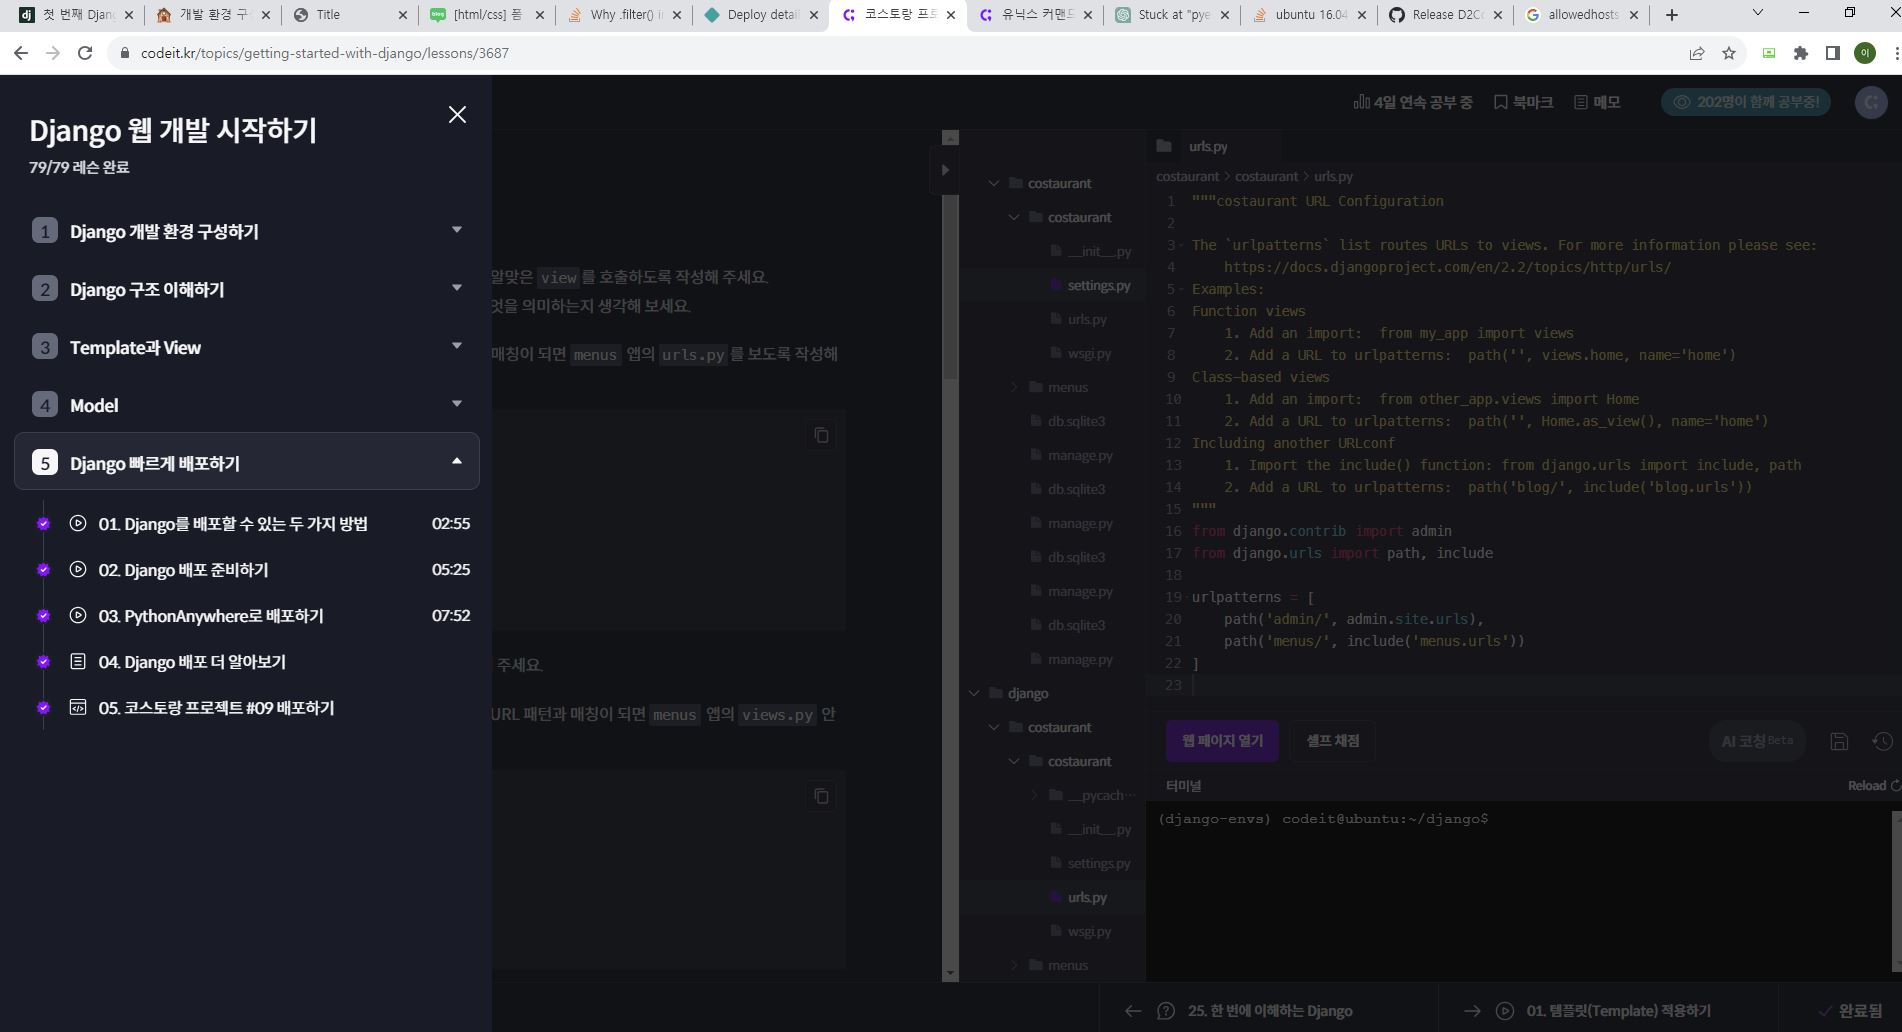 첫 번째 Djang
개발 환경 구성
Title
[html/css] 폼
Why .filter() in
Deploy detail
코스토랑 프로
유닉스 커맨드
Stuck at "pye
ubuntu 16.04
Release D2Co
allowedhosts
codeit.kr/topics/getting-started-with-django/lessons/3687
이
Django 웹 개발 시작하기
79/79 레슨 완료
1 Django 개발 환경 구성하기
2 Django 구조 이해하기
3 Template과 View
4 Model
5 Django 빠르게 배포하기
01. Django를 배포할 수 있는 두 가지 방법 02:55
02. Django 배포 준비하기 05:25
03. PythonAnywhere로 배포하기 07:52
04. Django 배포 더 알아보기
05. 코스토랑 프로젝트 #09 배포하기
4일 연속 공부 중
북마크
메모
202명이 함께 공부중!
알맞은 view 를 호출하도록 작성해 주세요.
엇을 의미하는지 생각해 보세요.
매칭이 되면 menus 앱의 urls.py 를 보도록 작성해
주세요.
URL 패턴과 매칭이 되면 menus 앱의 views.py 안
costaurant
costaurant
__init__.py
settings.py
urls.py
wsgi.py
menus
db.sqlite3
manage.py
db.sqlite3
manage.py
db.sqlite3
manage.py
db.sqlite3
manage.py
django
costaurant
costaurant
__pycach···
__init__.py
settings.py
urls.py
wsgi.py
menus
urls.py
costaurant > costaurant > urls.py
1 """costaurant URL Configuration
2
3 The `urlpatterns` list routes URLs to views. For more information please see:
4 https://docs.djangoproject.com/en/2.2/topics/http/urls/
5 Examples:
6 Function views
7 1. Add an import:  from my_app import views
8 2. Add a URL to urlpatterns:  path('', views.home, name='home')
9 Class-based views
10 1. Add an import:  from other_app.views import Home
11 2. Add a URL to urlpatterns:  path('', Home.as_view(), name='home')
12 Including another URLconf
13 1. Import the include() function: from django.urls import include, path
14 2. Add a URL to urlpatterns:  path('blog/', include('blog.urls'))
15 """
16 from django.contrib import admin
17 from django.urls import path, include
18
19 urlpatterns = [
20 path('admin/', admin.site.urls),
21 path('menus/', include('menus.urls'))
22 ]
23
웹 페이지 열기
셀프 채점
AI 코칭 Beta
터미널
Reload
(django-envs) codeit@ubuntu:~/django$
25. 한 번에 이해하는 Django
01. 템플릿(Template) 적용하기
완료됨